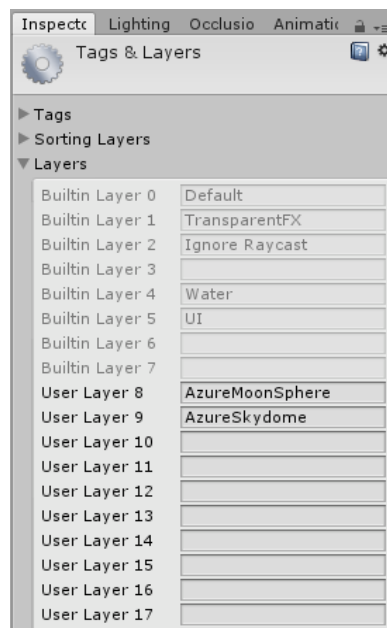 Inspectc Lighting Occlusio Animatic
Tags & Layers
Tags
Sorting Layers
Layers
Builtin Layer 0 Default
Builtin Layer 1 TransparentFX
Builtin Layer 2 Ignore Raycast
Builtin Layer 3
Builtin Layer 4 Water
Builtin Layer 5 UI
Builtin Layer 6
Builtin Layer 7
User Layer 8 AzureMoonSphere
User Layer 9 AzureSkydome
User Layer 10
User Layer 11
User Layer 12
User Layer 13
User Layer 14
User Layer 15
User Layer 16
User Layer 17